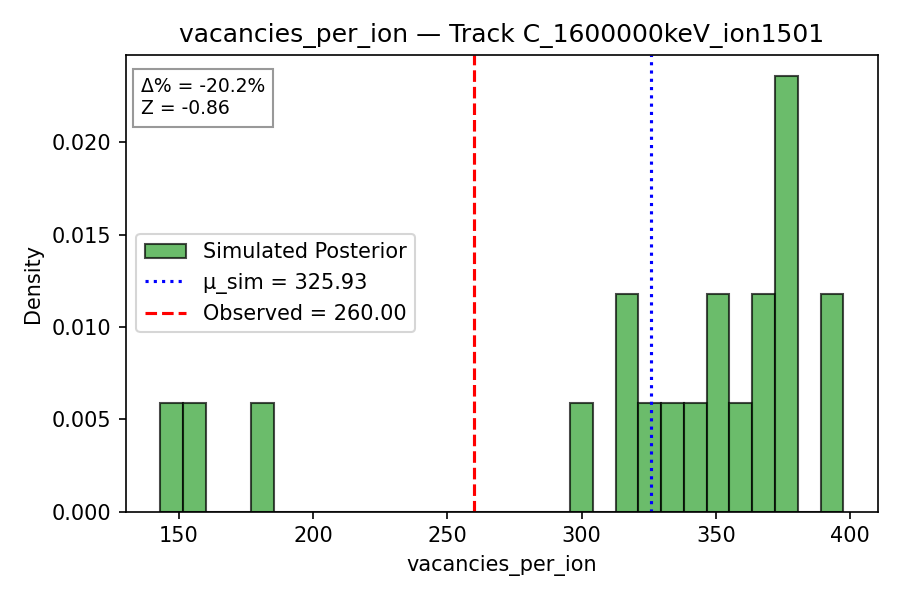 vacancies_per_ion — Track C_1600000keV_ion1501
Δ% = -20.2%
Z = -0.86
Simulated Posterior
μ_sim = 325.93
Observed = 260.00
Density
0.020
0.015
0.010
0.005
0.000
150 200 250 300 350 400
vacancies_per_ion